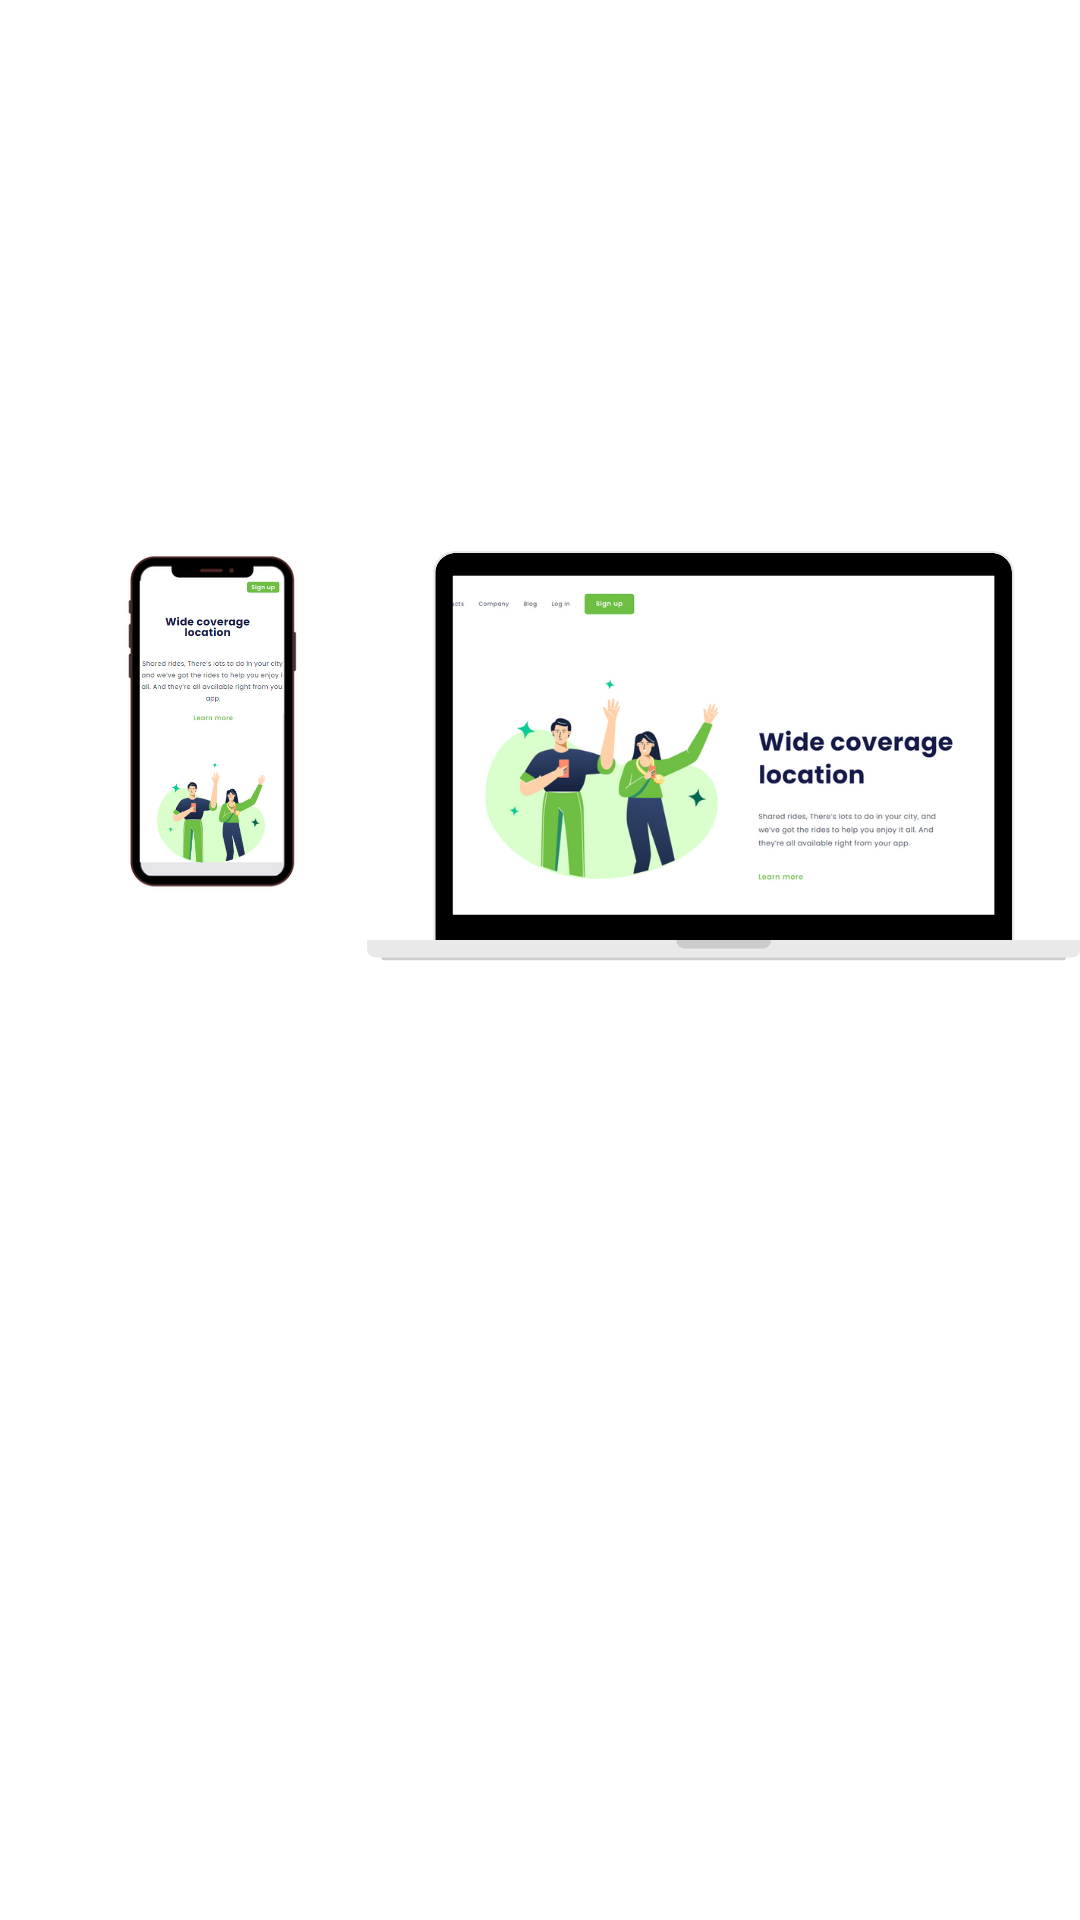 Sign up
Wide coverage
location
Shared rides, There's lots to do in your city
and we've got the rides to help you enjoy i
all. And they're all available right from you
app.
Learn more
Company Blog Log in Sign up
Wide coverage
location
Shared rides, There's lots to do in your city, and
we've got the rides to help you enjoy it all. And
they're all available right from your app.
Learn more